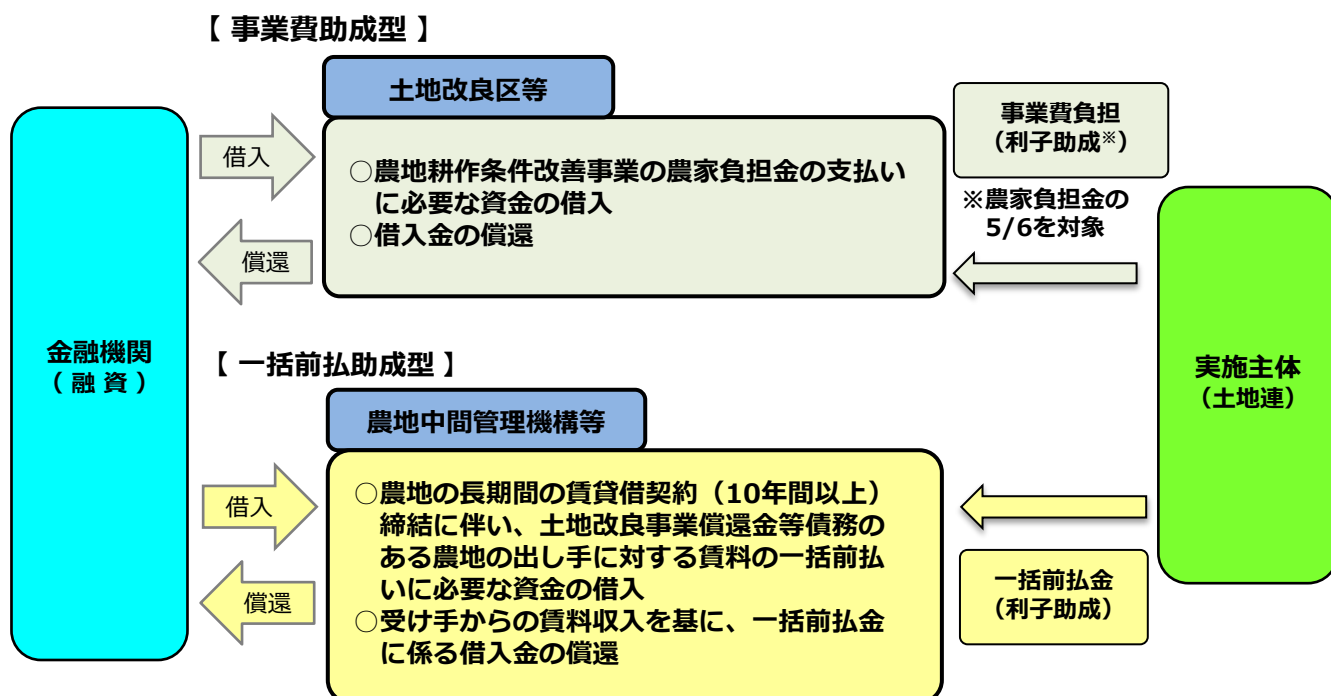 【 事業費助成型 】
土地改良区等
事業費負担
（利子助成※）
※農家負担金の
5/6を対象
借入
償還
○農地耕作条件改善事業の農家負担金の支払い
に必要な資金の借入
○借入金の償還
金融機関
（ 融 資 ）
実施主体
（土地連）
【 一括前払助成型 】
農地中間管理機構等
借入
償還
○農地の長期間の賃貸借契約（10年間以上）
締結に伴い、土地改良事業償還金等債務の
ある農地の出し手に対する賃料の一括前払
いに必要な資金の借入
○受け手からの賃料収入を基に、一括前払金
に係る借入金の償還
一括前払金
（利子助成）